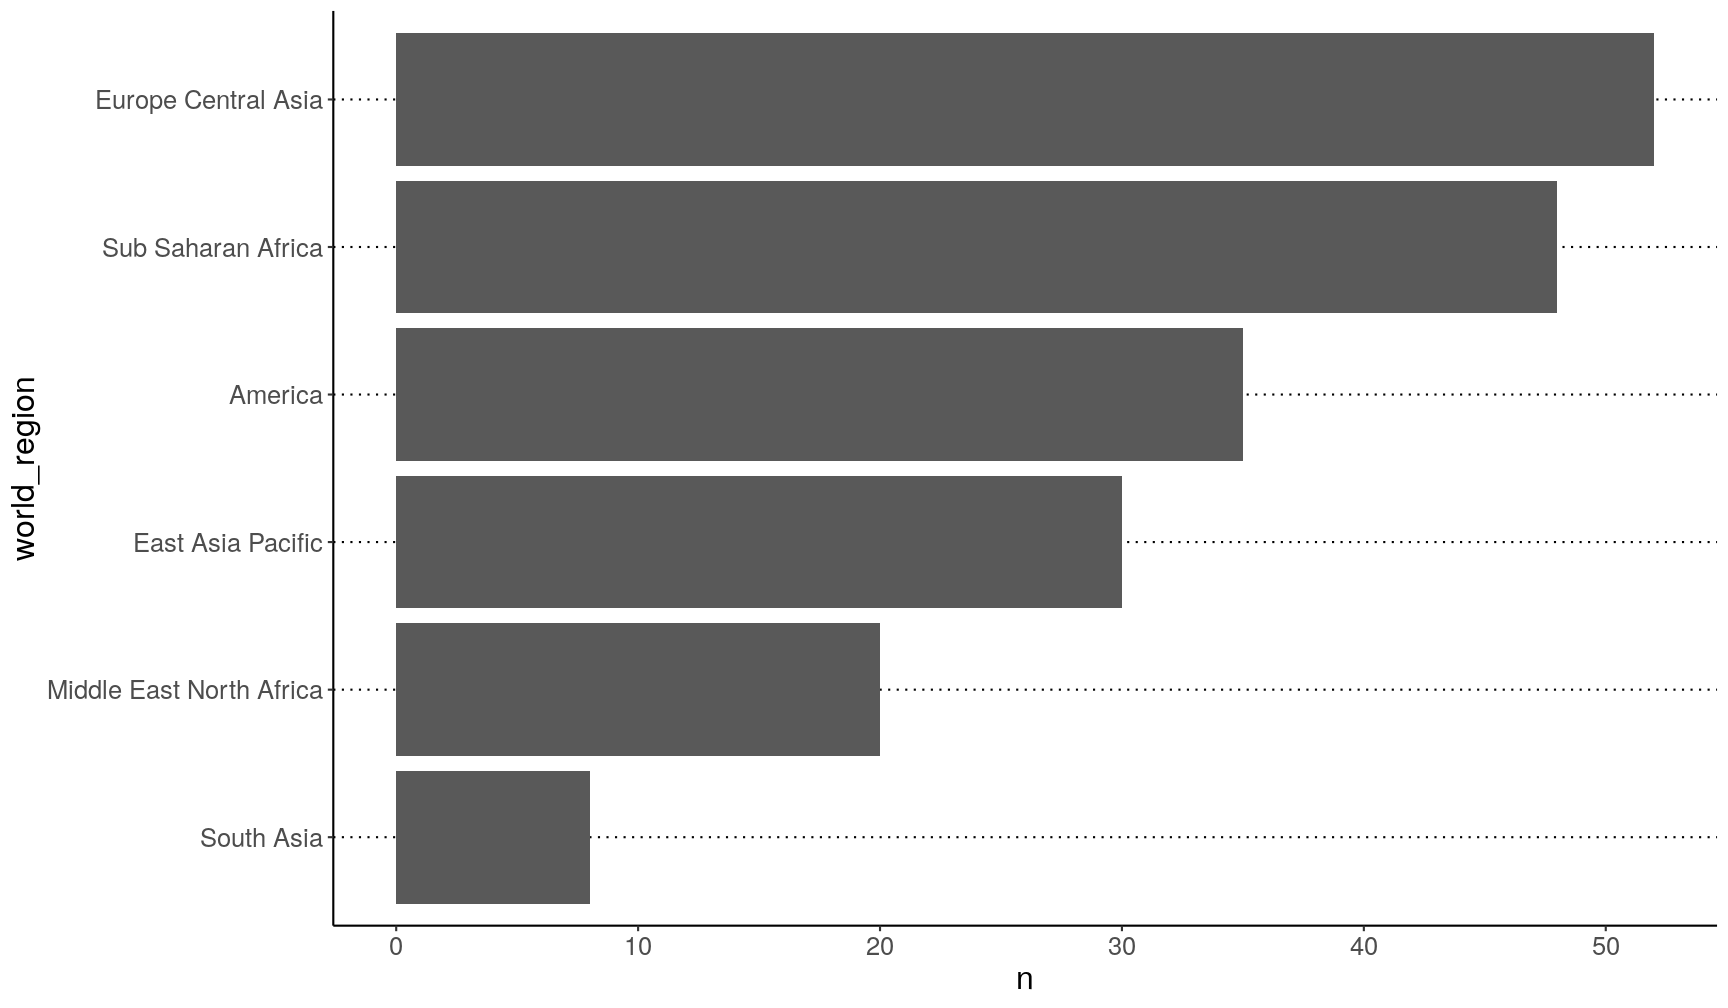 Europe Central Asia
Sub Saharan Africa
America
East Asia Pacific
Middle East North Africa
South Asia
world_region
0 10 20 30 40 50
n